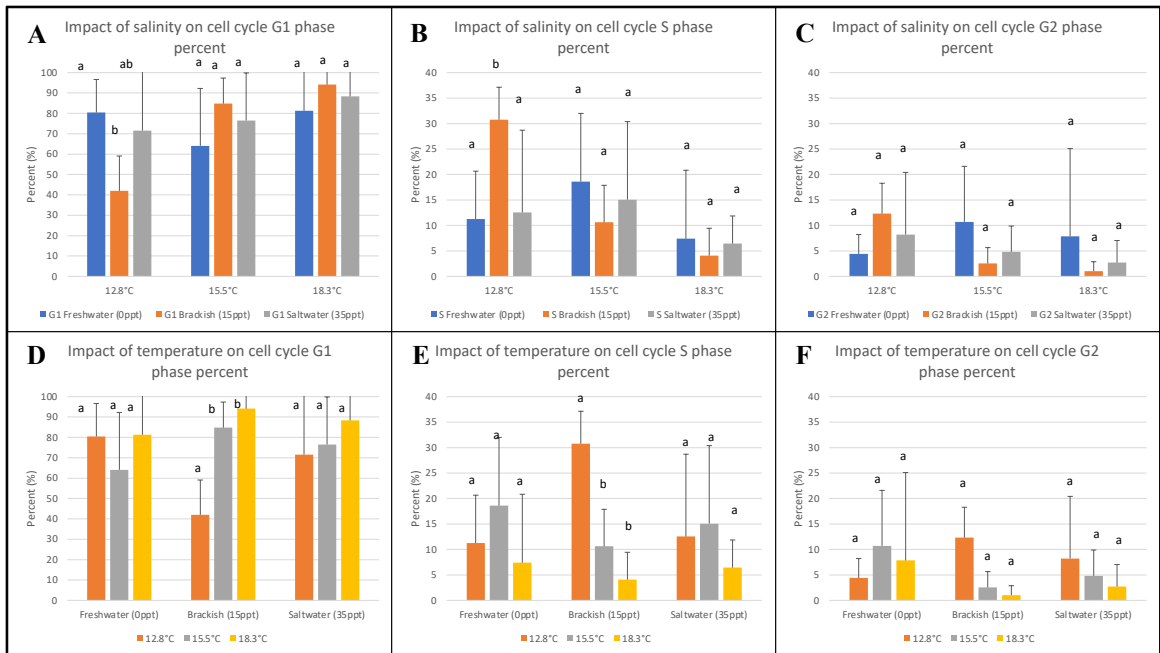 A
Impact of salinity on cell cycle G1 phase
percent
a ab a a a a a a
b
100
90
80
70
60
50
40
30
20
10
0
Percent (%)
12.8°C 15.5°C 18.3°C
G1 Freshwater (0ppt) G1 Brackish (15ppt) G1 Saltwater (35ppt)
B
Impact of salinity on cell cycle S phase
percent
40
35
30
25
20
15
10
5
0
Percent (%)
a b a a a a a a a
12.8°C 15.5°C 18.3°C
S Freshwater (0ppt) S Brackish (15ppt) S Saltwater (35ppt)
C
Impact of salinity on cell cycle G2 phase
percent
40
35
30
25
20
15
10
5
0
Percent (%)
a a a a a a a a a
12.8°C 15.5°C 18.3°C
G2 Freshwater (0ppt) G2 Brackish (15ppt) G2 Saltwater (35ppt)
D
Impact of temperature on cell cycle G1
phase percent
100
90
80
70
60
50
40
30
20
10
0
Percent (%)
a a a a b b a a a
Freshwater (0ppt) Brackish (15ppt) Saltwater (35ppt)
12.8°C 15.5°C 18.3°C
E
Impact of temperature on cell cycle S phase
percent
40
35
30
25
20
15
10
5
0
Percent (%)
a a a a b b a a a
Freshwater (0ppt) Brackish (15ppt) Saltwater (35ppt)
12.8°C 15.5°C 18.3°C
F
Impact of temperature on cell cycle G2
phase percent
40
35
30
25
20
15
10
5
0
Percent (%)
a a a a a a a a a
Freshwater (0ppt) Brackish (15ppt) Saltwater (35ppt)
12.8°C 15.5°C 18.3°C